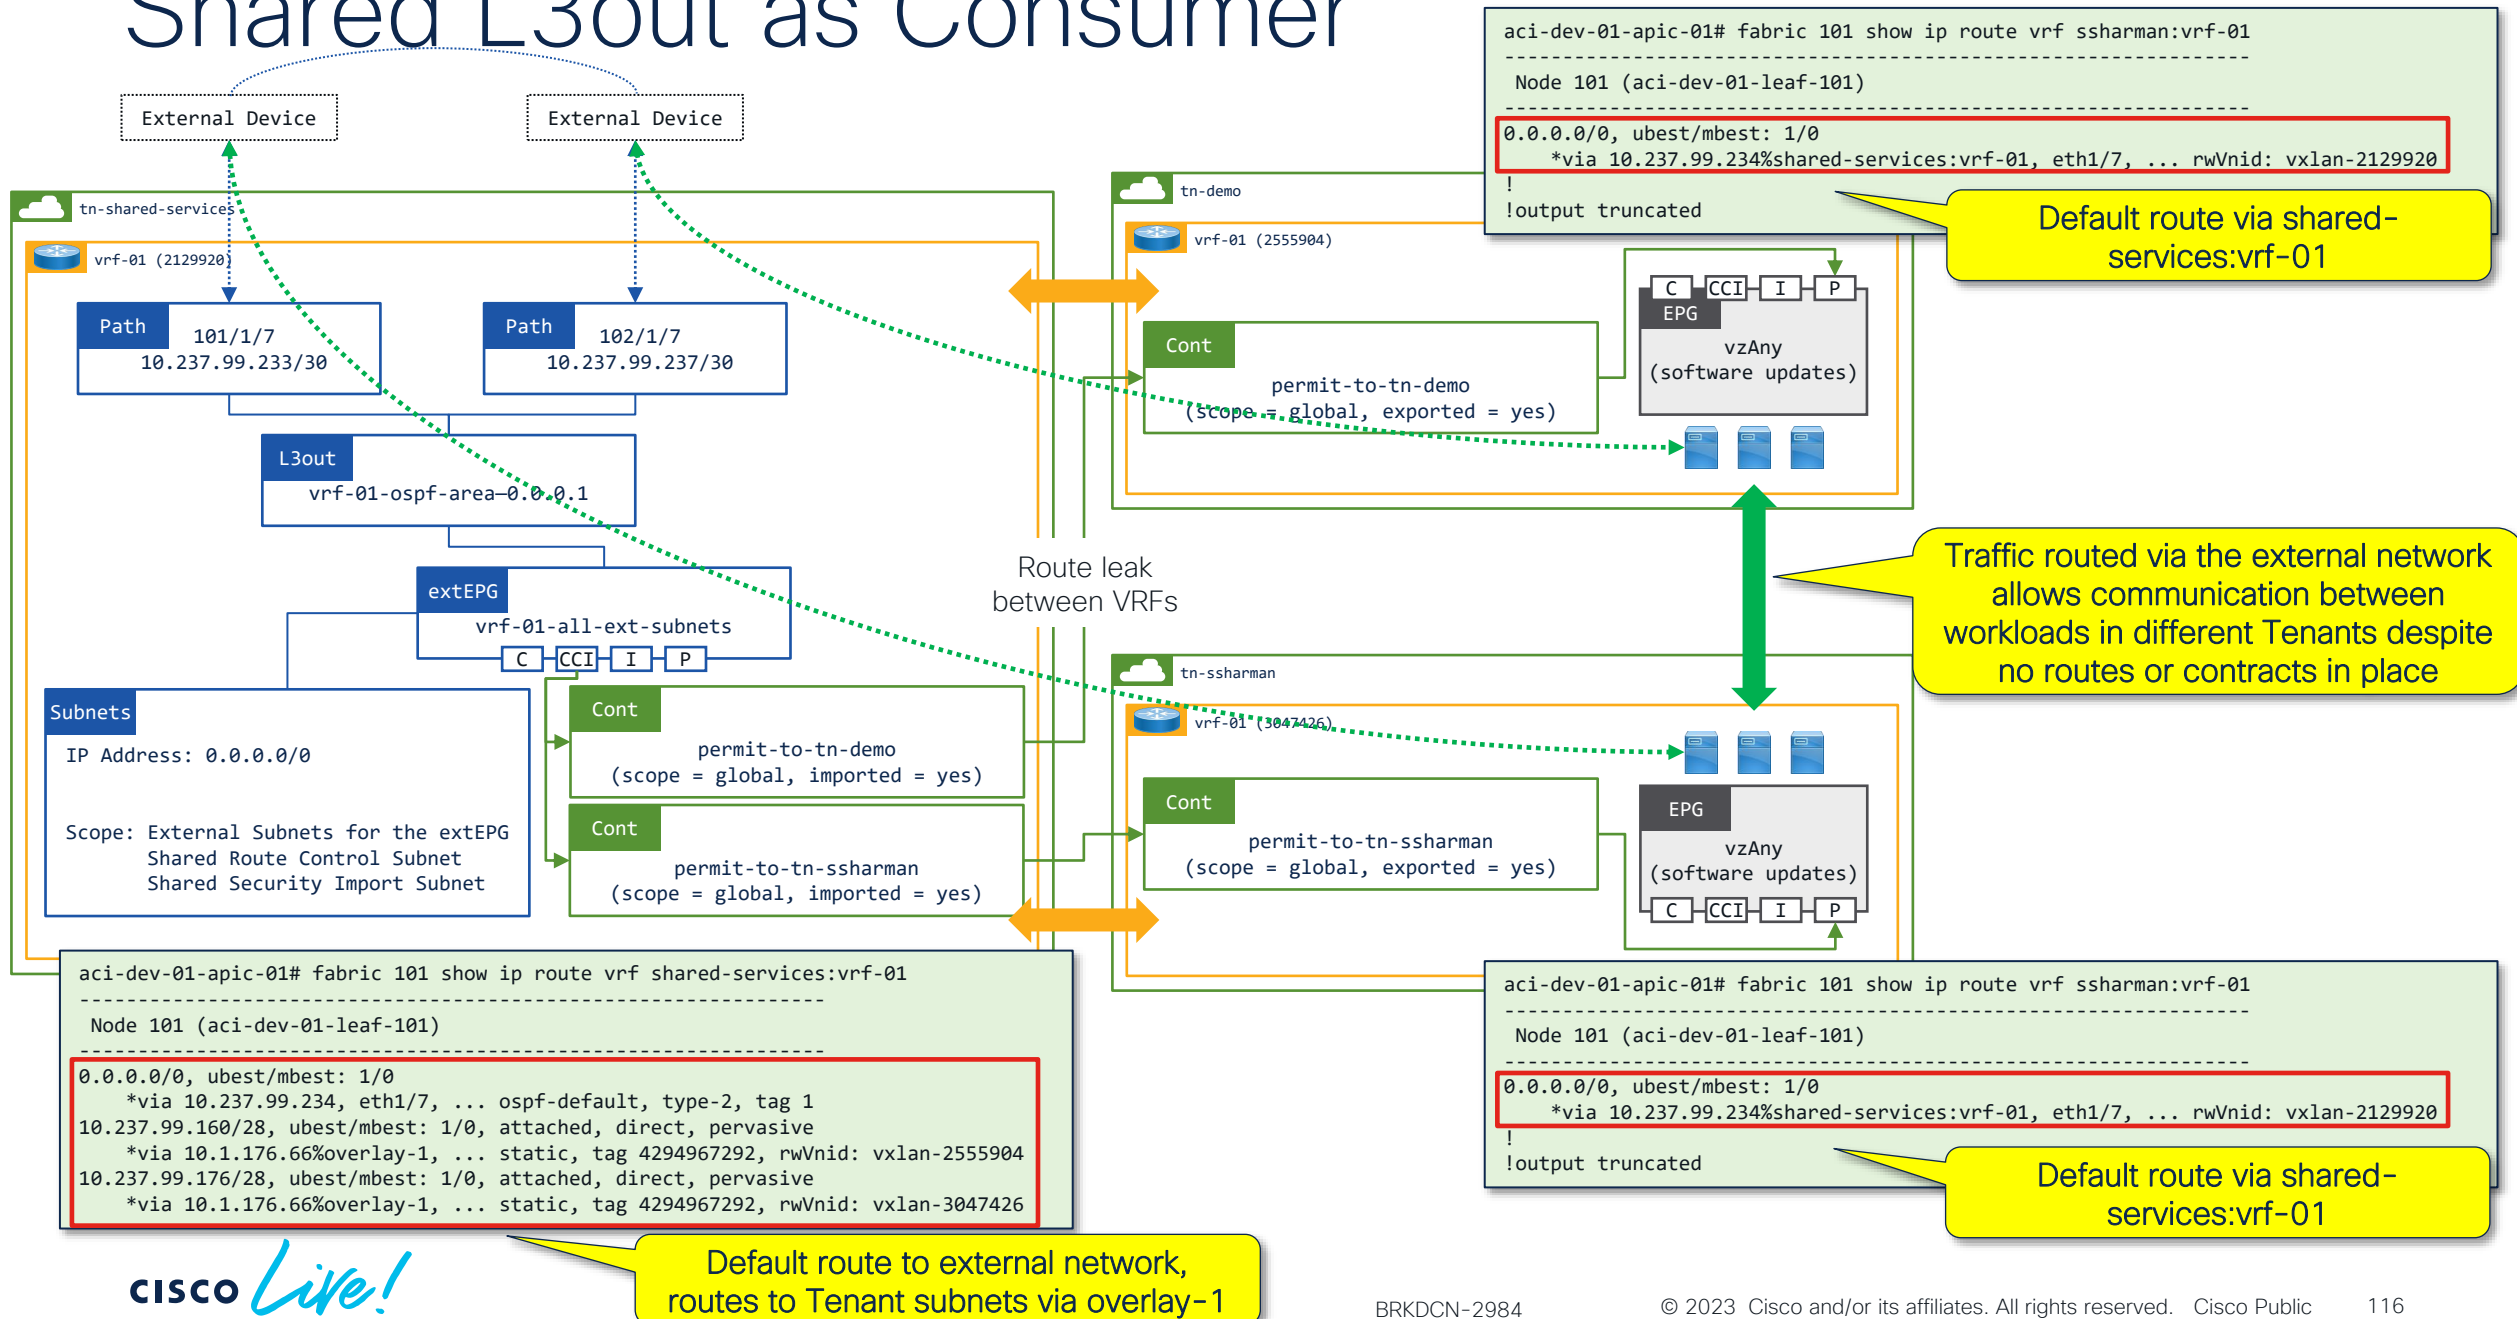 Shared L3out as Consumer
External Device
External Device
tn-shared-services
vrf-01 (2129920)
Path
101/1/7
10.237.99.233/30
Path
102/1/7
10.237.99.237/30
L3out
vrf-01-ospf-area-0.0.0.1
extEPG
vrf-01-all-ext-subnets
C CCI I P
Subnets
IP Address: 0.0.0.0/0
Scope: External Subnets for the extEPG
Shared Route Control Subnet
Shared Security Import Subnet
Cont
permit-to-tn-demo
(scope = global, imported = yes)
Cont
permit-to-tn-ssharman
(scope = global, imported = yes)
Route leak
between VRFs
tn-demo
vrf-01 (2555904)
Cont
permit-to-tn-demo
(scope = global, exported = yes)
C CCI I P
EPG
vzAny
(software updates)
tn-ssharman
vrf-01 (3047426)
Cont
permit-to-tn-ssharman
(scope = global, exported = yes)
EPG
vzAny
(software updates)
C CCI I P
aci-dev-01-apic-01# fabric 101 show ip route vrf ssharman:vrf-01
----------------------------------------------------------------
Node 101 (aci-dev-01-leaf-101)
----------------------------------------------------------------
0.0.0.0/0, ubest/mbest: 1/0
*via 10.237.99.234%shared-services:vrf-01, eth1/7, ... rwVnid: vxlan-2129920
!
!output truncated
Default route via shared-
services:vrf-01
Traffic routed via the external network
allows communication between
workloads in different Tenants despite
no routes or contracts in place
aci-dev-01-apic-01# fabric 101 show ip route vrf shared-services:vrf-01
----------------------------------------------------------------
Node 101 (aci-dev-01-leaf-101)
----------------------------------------------------------------
0.0.0.0/0, ubest/mbest: 1/0
*via 10.237.99.234, eth1/7, ... ospf-default, type-2, tag 1
10.237.99.160/28, ubest/mbest: 1/0, attached, direct, pervasive
*via 10.1.176.66%overlay-1, ... static, tag 4294967292, rwVnid: vxlan-2555904
10.237.99.176/28, ubest/mbest: 1/0, attached, direct, pervasive
*via 10.1.176.66%overlay-1, ... static, tag 4294967292, rwVnid: vxlan-3047426
Default route to external network,
routes to Tenant subnets via overlay-1
aci-dev-01-apic-01# fabric 101 show ip route vrf ssharman:vrf-01
----------------------------------------------------------------
Node 101 (aci-dev-01-leaf-101)
----------------------------------------------------------------
0.0.0.0/0, ubest/mbest: 1/0
*via 10.237.99.234%shared-services:vrf-01, eth1/7, ... rwVnid: vxlan-2129920
!
!output truncated
Default route via shared-
services:vrf-01
cisco Live!
BRKDCN-2984
© 2023 Cisco and/or its affiliates. All rights reserved. Cisco Public
116